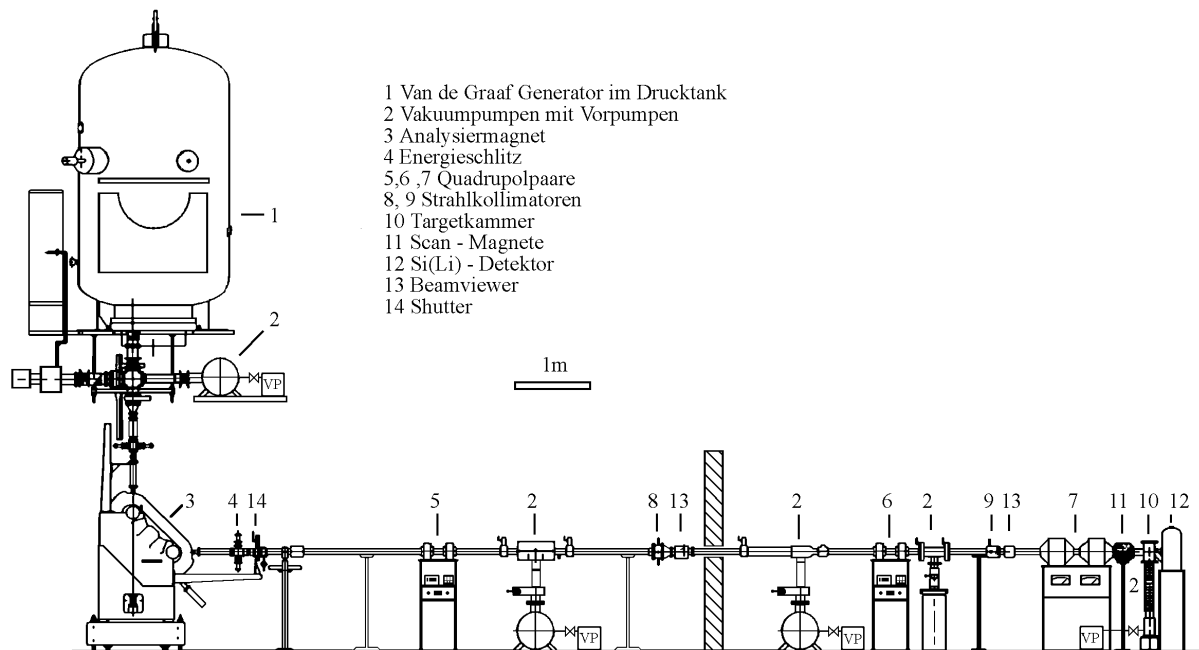 1 Van de Graaf Generator im Drucktank
2 Vakuumpumpen mit Vorpumpen
3 Analysiermagnet
4 Energieschlitz
5,6 ,7 Quadrupolpaare
8, 9 Strahlkollimatoren
10 Targetkammer
11 Scan - Magnete
12 Si(Li) - Detektor
13 Beamviewer
14 Shutter
1
2
VP
1m
3 4 14 5 2 8 13 2 6 2 9 13 7 11 10 12
2
VP VP VP